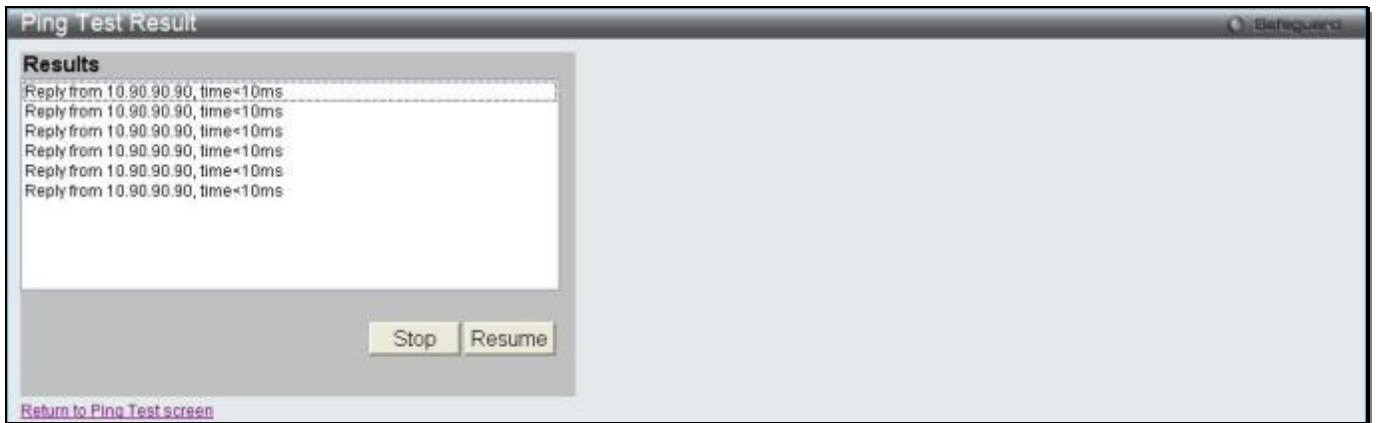 Ping Test Result
Safeguard
Results
Reply from 10.90.90.90, time<10ms
Reply from 10.90.90.90, time<10ms
Reply from 10.90.90.90, time<10ms
Reply from 10.90.90.90, time<10ms
Reply from 10.90.90.90, time<10ms
Reply from 10.90.90.90, time<10ms
Stop
Resume
Return to Ping Test screen